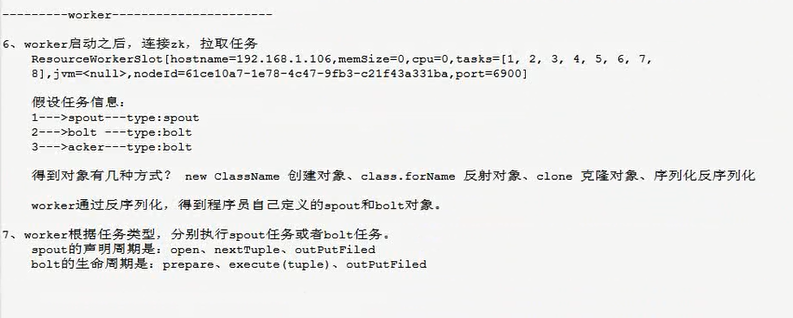 ---------worker----------------------
6、worker启动之后，连接zk，拉取任务
ResourceWorkerSlot[hostname=192.168.1.106,memSize=0,cpu=0,tasks=[1, 2, 3, 4, 5, 6, 7,
8],jvm=<null>,nodeId=61ce10a7-1e78-4c47-9fb3-c21f43a331ba,port=6900]
假设任务信息：
1--->spout---type:spout
2--->bolt ---type:bolt
3--->acker---type:bolt
得到对象有几种方式？ new ClassName 创建对象、class.forName 反射对象、clone 克隆对象、序列化反序列化
worker通过反序列化，得到程序员自己定义的spout和bolt对象。
7、worker根据任务类型，分别执行spout任务或者bolt任务。
spout的声明周期是：open、nextTuple、outPutFiled
bolt的生命周期是：prepare、execute(tuple)、outPutFiled